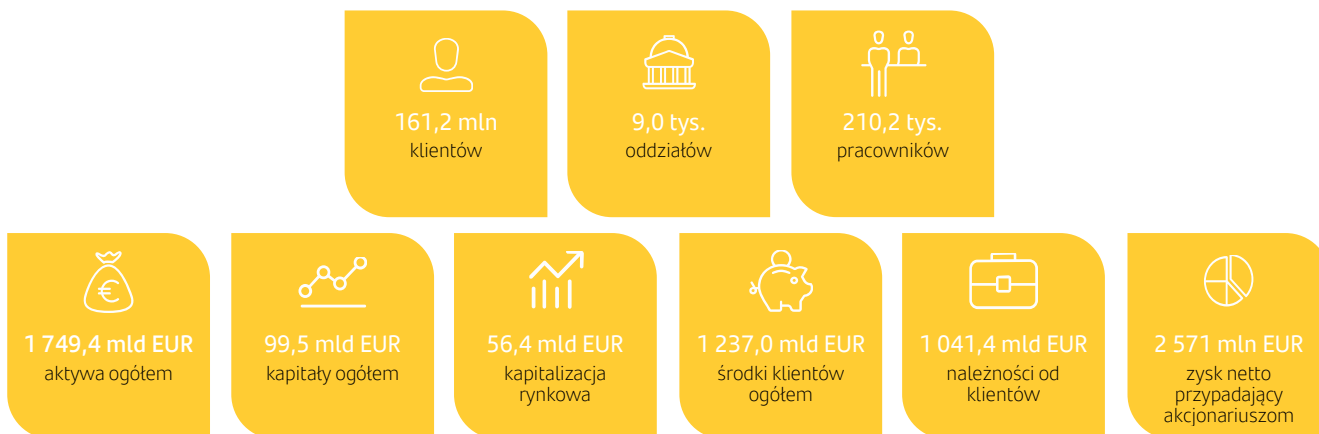 161,2 mln
klientów
9,0 tys.
oddziałów
210,2 tys.
pracowników
€
1 749,4 mld EUR
aktywa ogółem
99,5 mld EUR
kapitały ogółem
56,4 mld EUR
kapitalizacja
rynkowa
1 237,0 mld EUR
środki klientów
ogółem
1 041,4 mld EUR
należności od
klientów
2 571 mln EUR
zysk netto
przypadający
akcjonariuszom